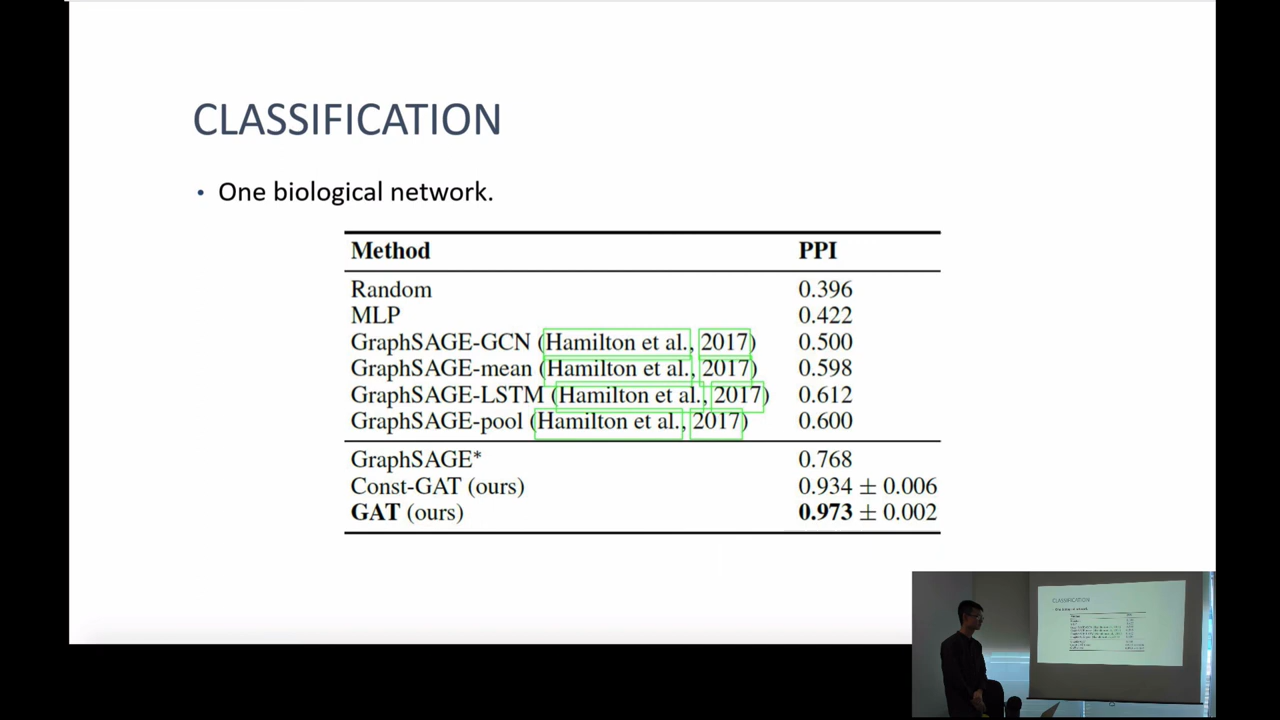 CLASSIFICATION
• One biological network.
Method PPI
Random 0.396
MLP 0.422
GraphSAGE-GCN (Hamilton et al., 2017) 0.500
GraphSAGE-mean (Hamilton et al., 2017) 0.598
GraphSAGE-LSTM (Hamilton et al., 2017) 0.612
GraphSAGE-pool (Hamilton et al., 2017) 0.600
GraphSAGE* 0.768
Const-GAT (ours) 0.934 ± 0.006
GAT (ours) 0.973 ± 0.002
CLASSIFICATION